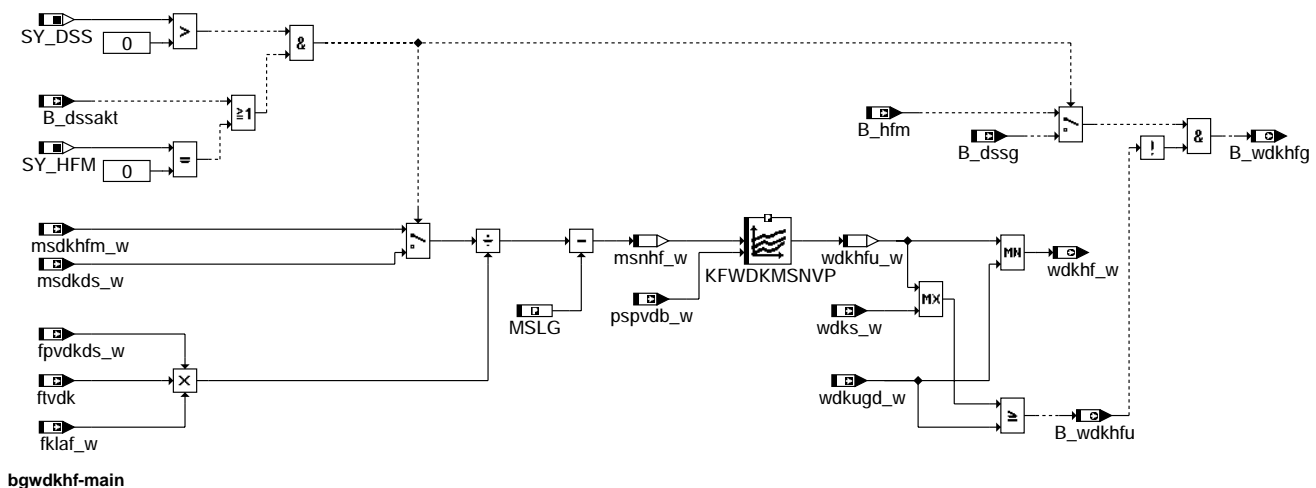 SY_DSS
0
>
&
B_dssakt
≥1
SY_HFM
0
=
B_hfm
B_dssg
!
&
B_wdkhfg
msdkhfm_w
msdkds_w
÷
-
MSLG
msnhf_w
pspvdb_w
P
KFWDKMSNVP
wdkhfu_w
MX
wdks_w
MN
wdkhf_w
fpvdkds_w
ftvdk
fklaf_w
X
wdkugd_w
≥
B_wdkhfu
bgwdkhf-main